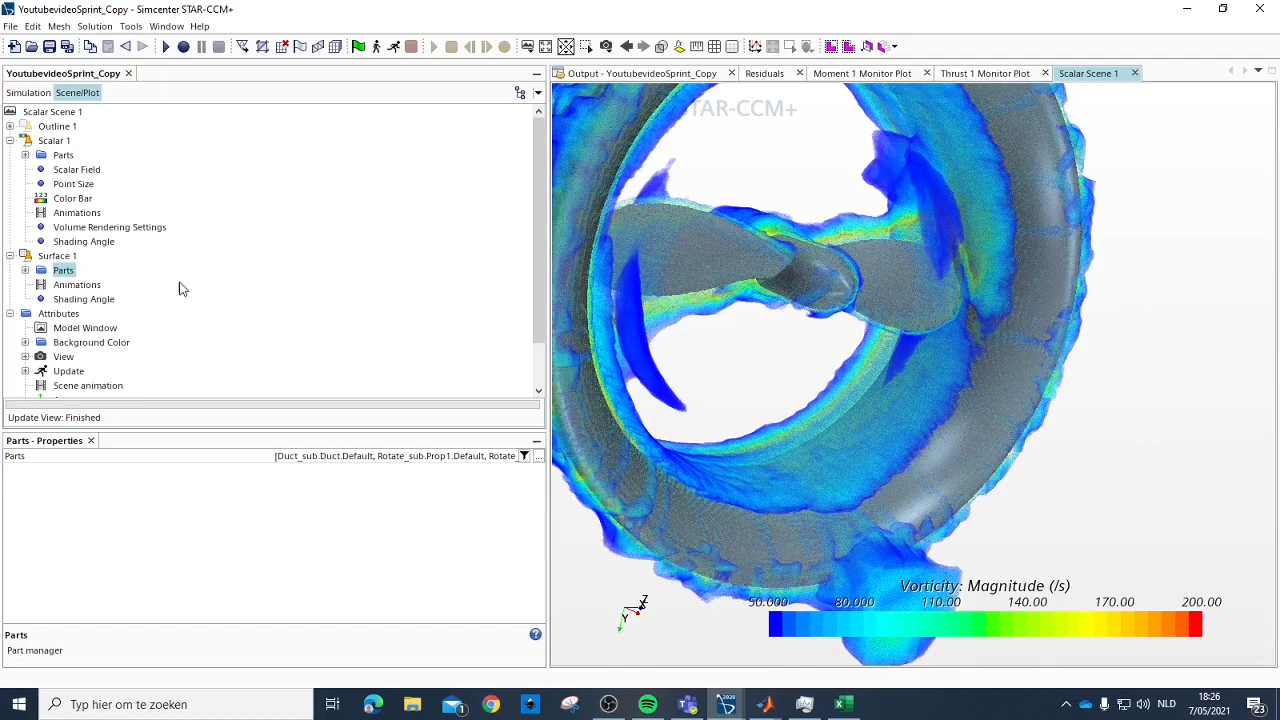 YoutubevideoSprint_Copy - Simcenter STAR-CCM+
File Edit Mesh Solution Tools Window Help
YoutubevideoSprint_Copy
Output - YoutubevideoSprint_Copy
Residuals
Moment 1 Monitor Plot
Thrust 1 Monitor Plot
Scalar Scene 1
Simulation Scene/Plot
Scalar Scene 1
Outline 1
Scalar 1
Parts
Scalar Field
Point Size
Color Bar
Animations
Volume Rendering Settings
Shading Angle
Surface 1
Parts
Animations
Shading Angle
Attributes
Model Window
Background Color
View
Update
Scene animation
Update View: Finished
Parts - Properties
Parts [Duct_sub.Duct.Default, Rotate_sub.Prop1.Default, Rotate_ ...
Parts
Part manager
STAR-CCM+
Z
Y
Vorticity: Magnitude (/s)
50.000 80.000 110.00 140.00 170.00 200.00
Typ hier om te zoeken
1
2020
NLD
18:26
7/05/2021
23